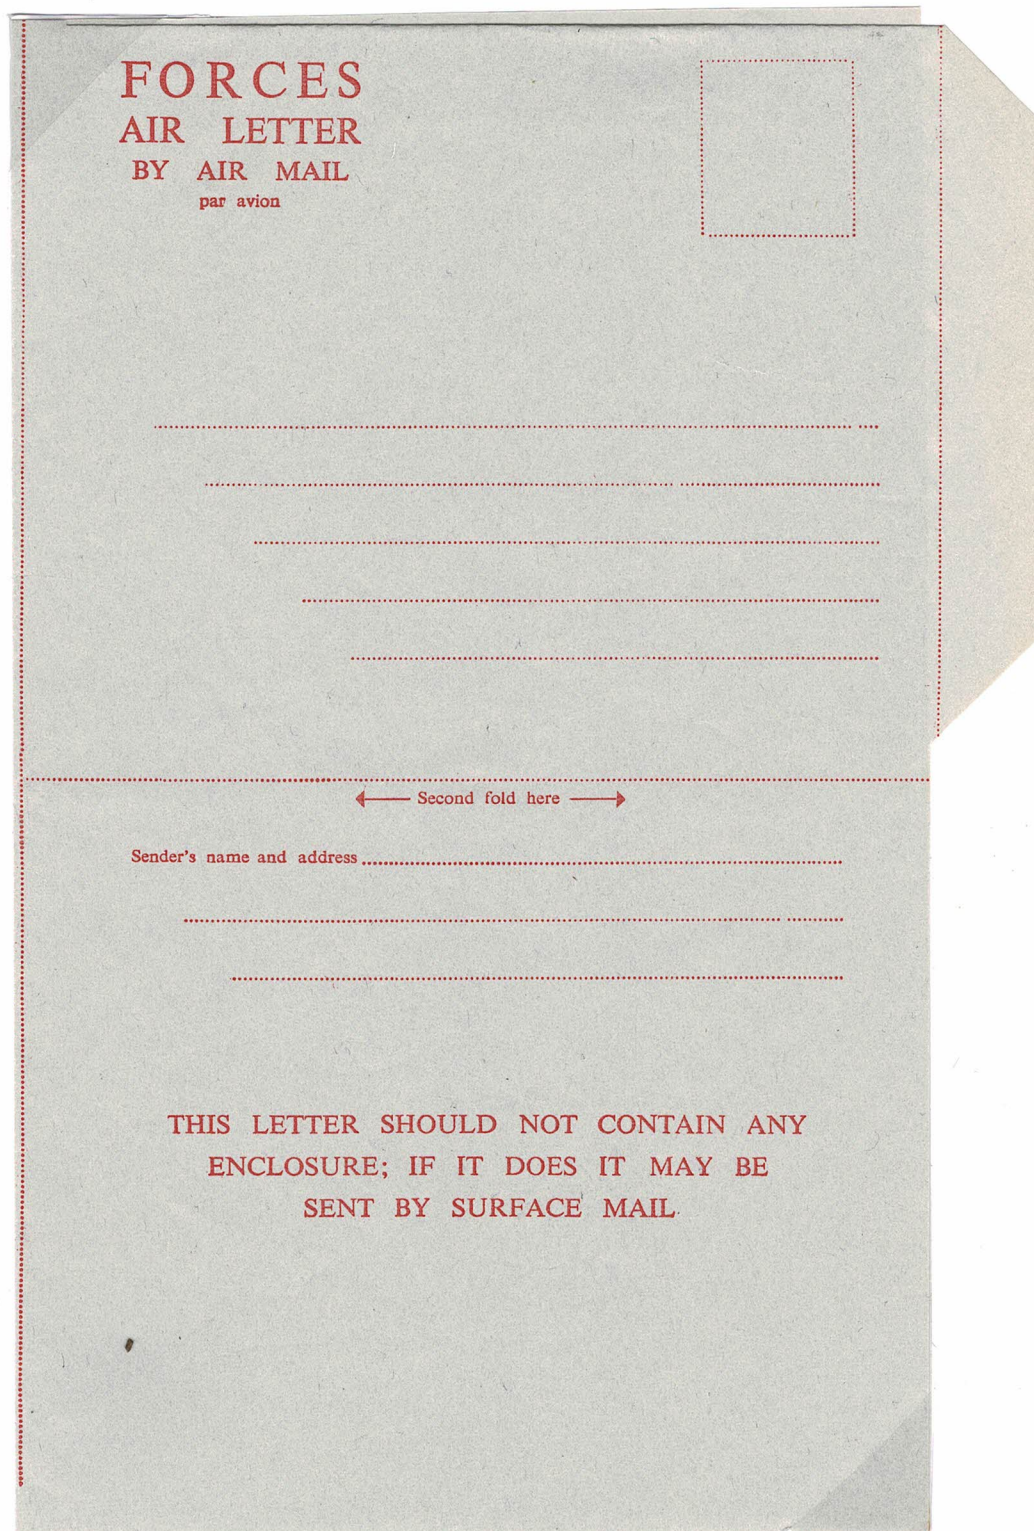 FORCES
AIR LETTER
BY AIR MAIL
par avion
Second fold here
Sender's name and address
THIS LETTER SHOULD NOT CONTAIN ANY
ENCLOSURE; IF IT DOES IT MAY BE
SENT BY SURFACE MAIL.